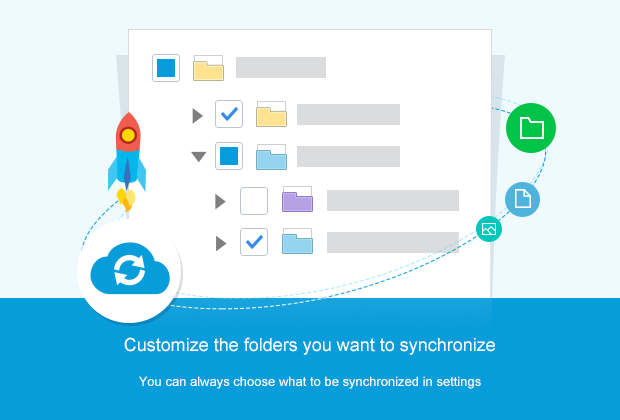 Customize the folders you want to synchronize
You can always choose what to be synchronized in settings